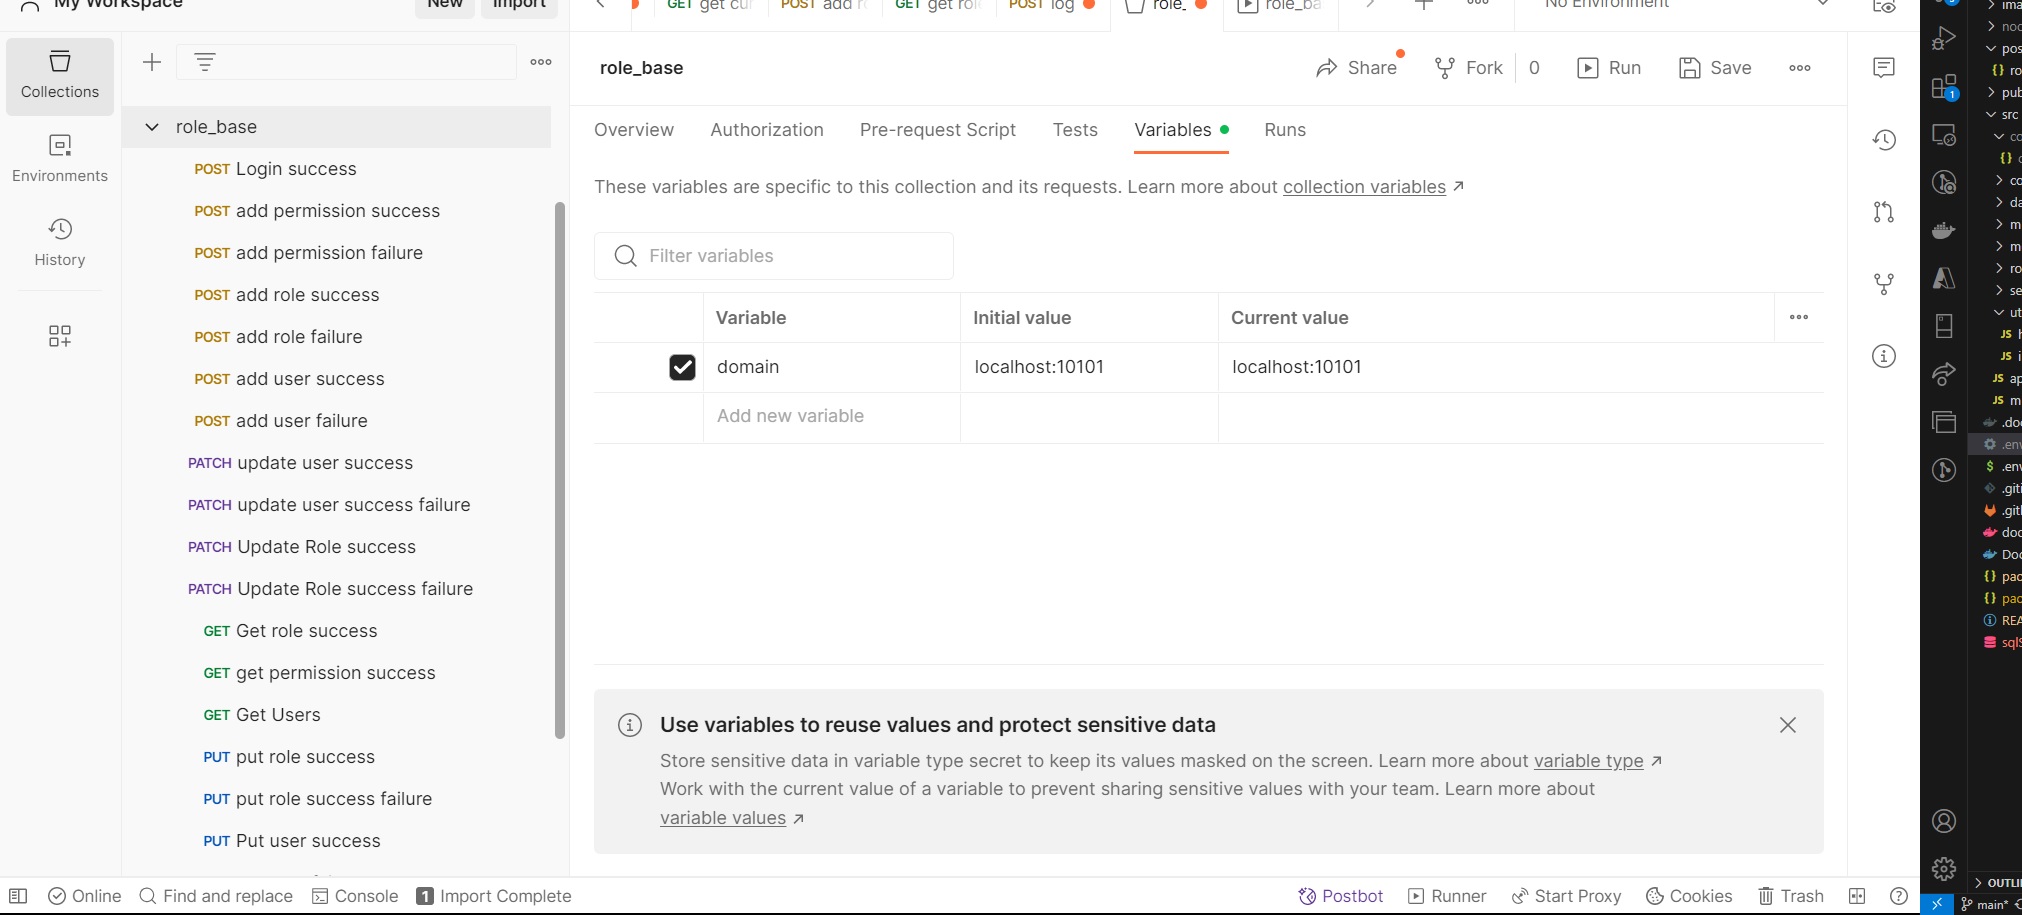 My Workspace
New
Import
GET get cur
POST add r
GET get rol
POST log
role_
role_ba
No Environment
Collections
Environments
History
role_base
POST Login success
POST add permission success
POST add permission failure
POST add role success
POST add role failure
POST add user success
POST add user failure
PATCH update user success
PATCH update user success failure
PATCH Update Role success
PATCH Update Role success failure
GET Get role success
GET get permission success
GET Get Users
PUT put role success
PUT put role success failure
PUT Put user success
role_base
Share
Fork
0
Run
Save
Overview
Authorization
Pre-request Script
Tests
Variables
Runs
These variables are specific to this collection and its requests. Learn more about collection variables ↗
Filter variables
Variable
Initial value
Current value
domain
localhost:10101
localhost:10101
Add new variable
Use variables to reuse values and protect sensitive data
Store sensitive data in variable type secret to keep its values masked on the screen. Learn more about variable type ↗
Work with the current value of a variable to prevent sharing sensitive values with your team. Learn more about
variable values ↗
Online
Find and replace
Console
1 Import Complete
Postbot
Runner
Start Proxy
Cookies
Trash
1
ima
nod
pos
{} ro
pub
src
co
{}
co
da
m
m
ro
se
ut
JS h
JS i
JS ap
JS m
.doc
.env
$ .env
.giti
.gitl
doc
Doc
{} pac
{} pac
REA
sqlS
OUTLI
main*